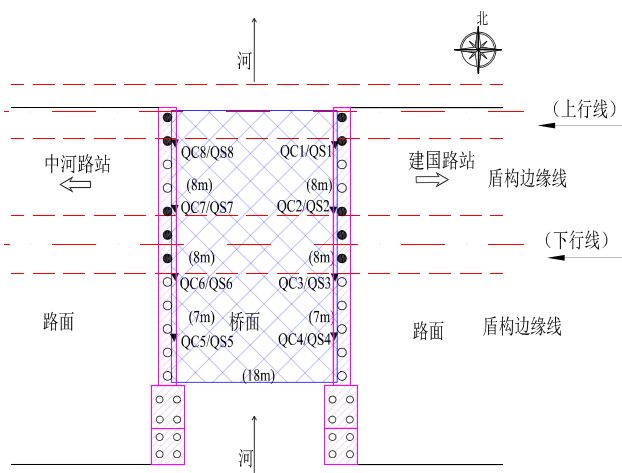 北
河
（上行线）
中河路站
QC8/QS8
QC1/QS1
建国路站
盾构边缘线
(8m)
(8m)
QC7/QS7
QC2/QS2
（下行线）
(8m)
(8m)
QC6/QS6
QC3/QS3
路面
(7m)
桥面
(7m)
路面
盾构边缘线
QC5/QS5
QC4/QS4
(18m)
河